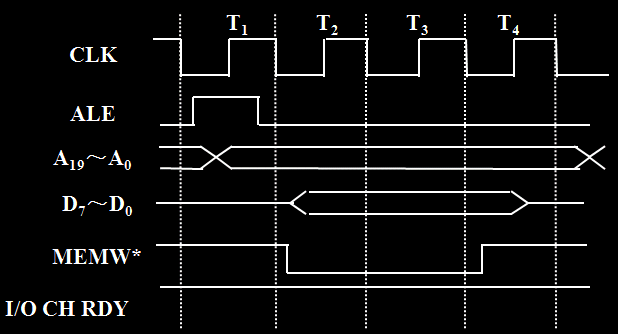 T₁ T₂ T₃ T₄
CLK
ALE
A₁₉～A₀
D₇～D₀
MEMW*
I/O CH RDY